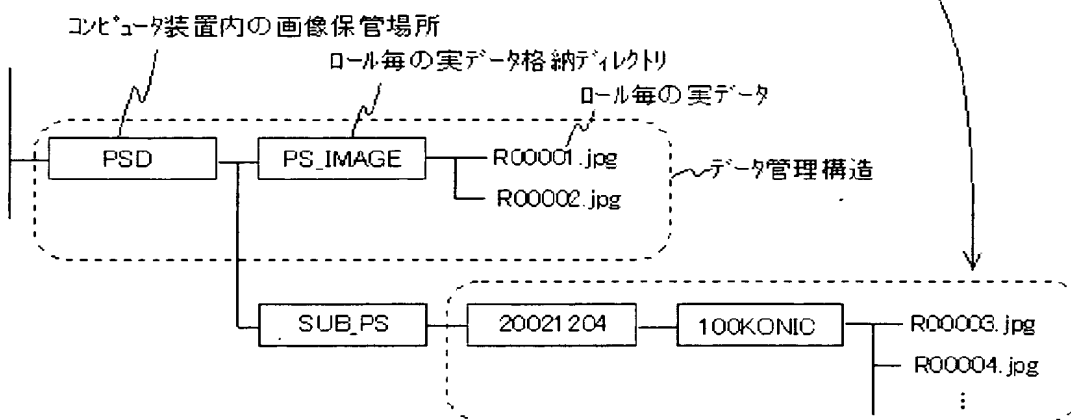 コンピュータ装置内の画像保管場所
ロール毎の実データ格納ディレクトリ
ロール毎の実データ
PSD
PS_IMAGE
R00001.jpg
R00002.jpg
データ管理構造
SUB_PS
20021204
100KONIC
R00003.jpg
R00004.jpg
⋮